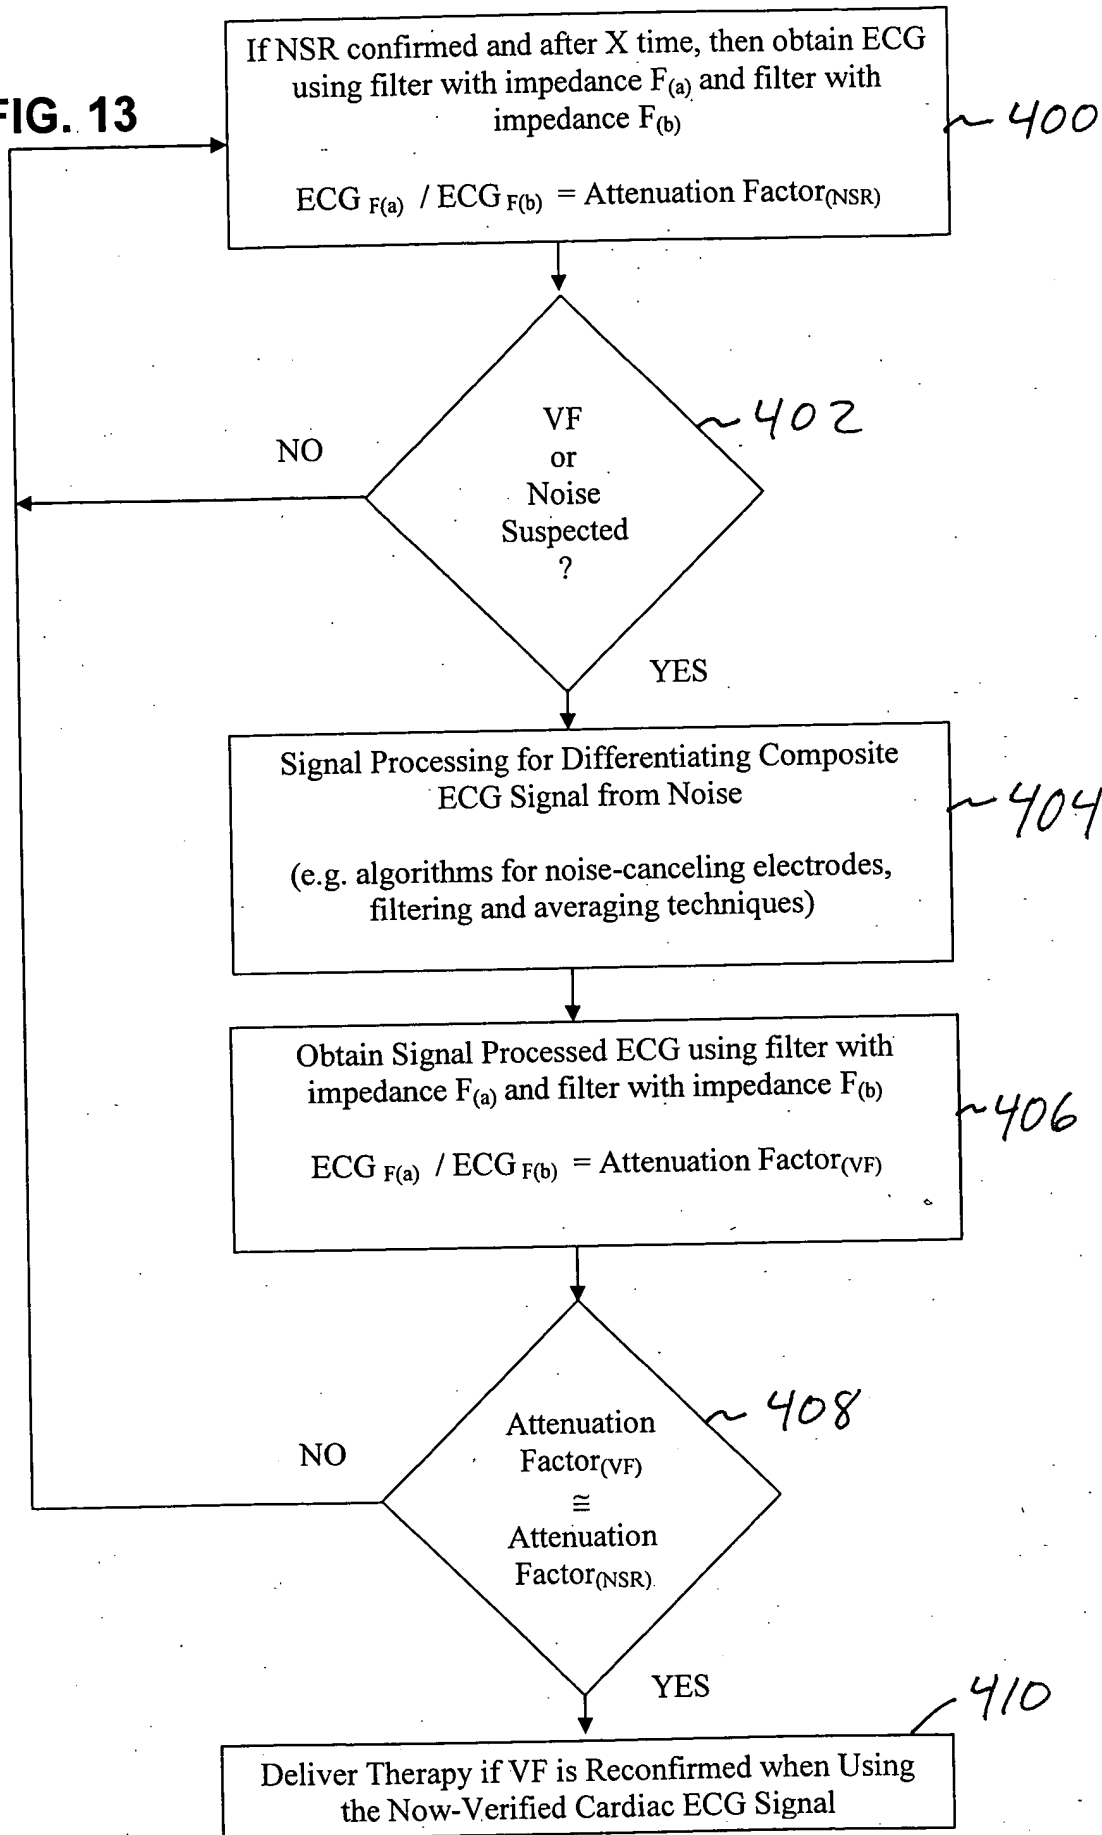 If NSR confirmed and after X time, then obtain ECG
using filter with impedance F(a) and filter with
impedance F(b)
FIG. 13
400
ECG F(a) / ECG F(b) = Attenuation Factor(NSR)
402
VF
or
Noise
Suspected
?
NO
YES
Signal Processing for Differentiating Composite
ECG Signal from Noise
404
(e.g. algorithms for noise-canceling electrodes,
filtering and averaging techniques)
Obtain Signal Processed ECG using filter with
impedance F(a) and filter with impedance F(b)
406
ECG F(a) / ECG F(b) = Attenuation Factor(VF)
408
Attenuation
Factor(VF)
≅
Attenuation
Factor(NSR)
NO
YES
410
Deliver Therapy if VF is Reconfirmed when Using
the Now-Verified Cardiac ECG Signal